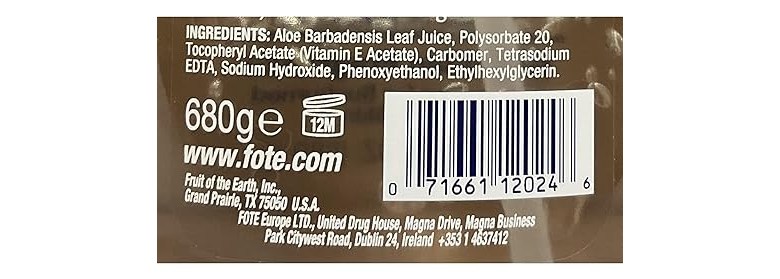 INGREDIENTS: Aloe Barbadensis Leaf Juice, Polysorbate 20,
Tocopheryl Acetate (Vitamin E Acetate), Carbomer, Tetrasodium
EDTA, Sodium Hydroxide, Phenoxyethanol, Ethylhexylglycerin.
680g℮ 12M
www.fote.com
0 71661 12024 6
Fruit of the Earth, Inc.,
Grand Prairie, TX 75050 U.S.A.
FOTE Europe LTD., United Drug House, Magna Drive, Magna Business
Park Citywest Road, Dublin 24, Ireland +353 1 4637412